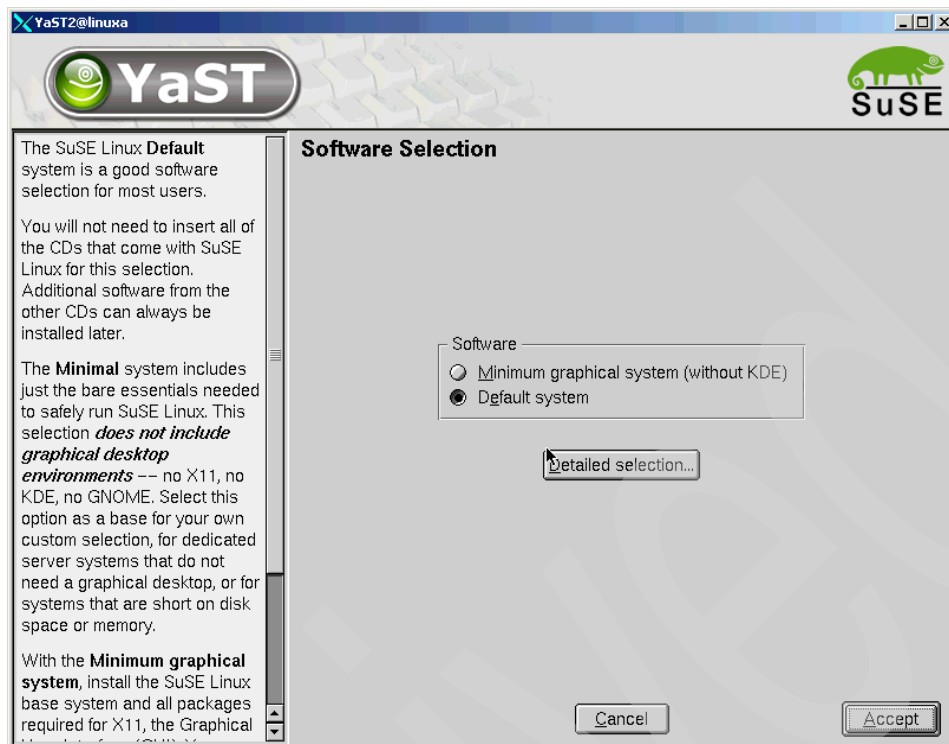 YaST2@linuxa
YaST
SuSE
The SuSE Linux Default
system is a good software
selection for most users.
You will not need to insert all of
the CDs that come with SuSE
Linux for this selection.
Additional software from the
other CDs can always be
installed later.
The Minimal system includes
just the bare essentials needed
to safely run SuSE Linux. This
selection does not include
graphical desktop
environments -- no X11, no
KDE, no GNOME. Select this
option as a base for your own
custom selection, for dedicated
server systems that do not
need a graphical desktop, or for
systems that are short on disk
space or memory.
With the Minimum graphical
system, install the SuSE Linux
base system and all packages
required for X11, the Graphical
Software Selection
Software
Minimum graphical system (without KDE)
Default system
Detailed selection...
Cancel
Accept